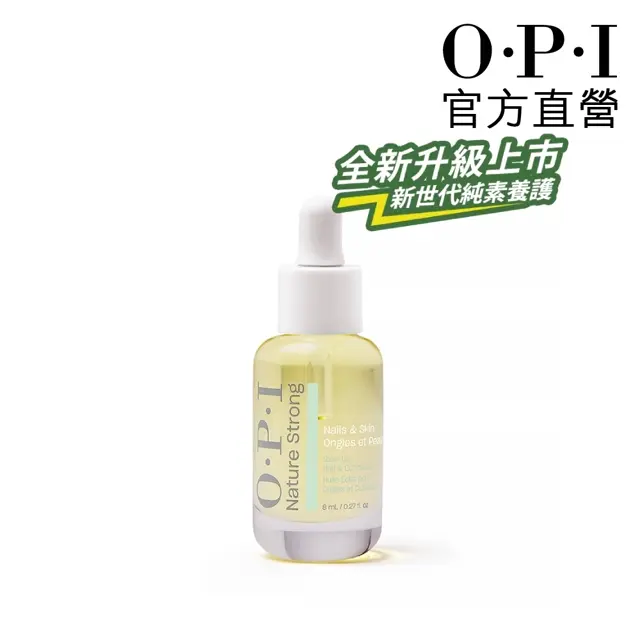 O·P·I
官方直營
全新升級上市
新世代純素養護
O·P·I
Nature Strong
Nails & Skin
Ongles et
8 mL / 0.27 fl oz